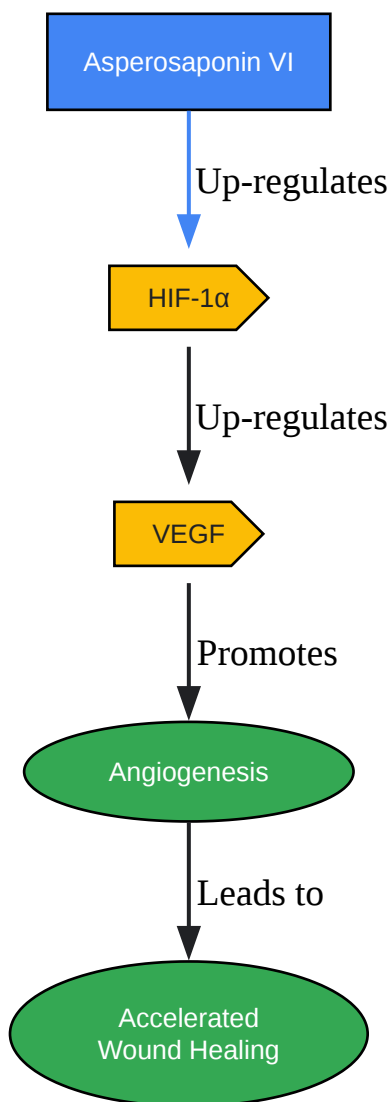 Asperosaponin VI
Up-regulates
HIF-1α
Up-regulates
VEGF
Promotes
Angiogenesis
Leads to
Accelerated
Wound Healing